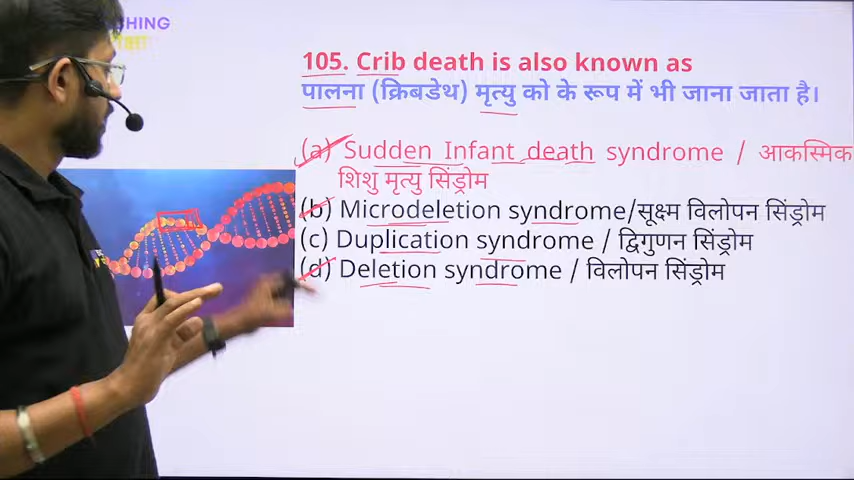 105. Crib death is also known as
पालना (क्रिबडेथ) मृत्यु को के रूप में भी जाना जाता है।
(a) Sudden Infant death syndrome / आकस्मिक
शिशु मृत्यु सिंड्रोम
(b) Microdeletion syndrome/सूक्ष्म विलोपन सिंड्रोम
(c) Duplication syndrome / द्विगुणन सिंड्रोम
(d) Deletion syndrome / विलोपन सिंड्रोम